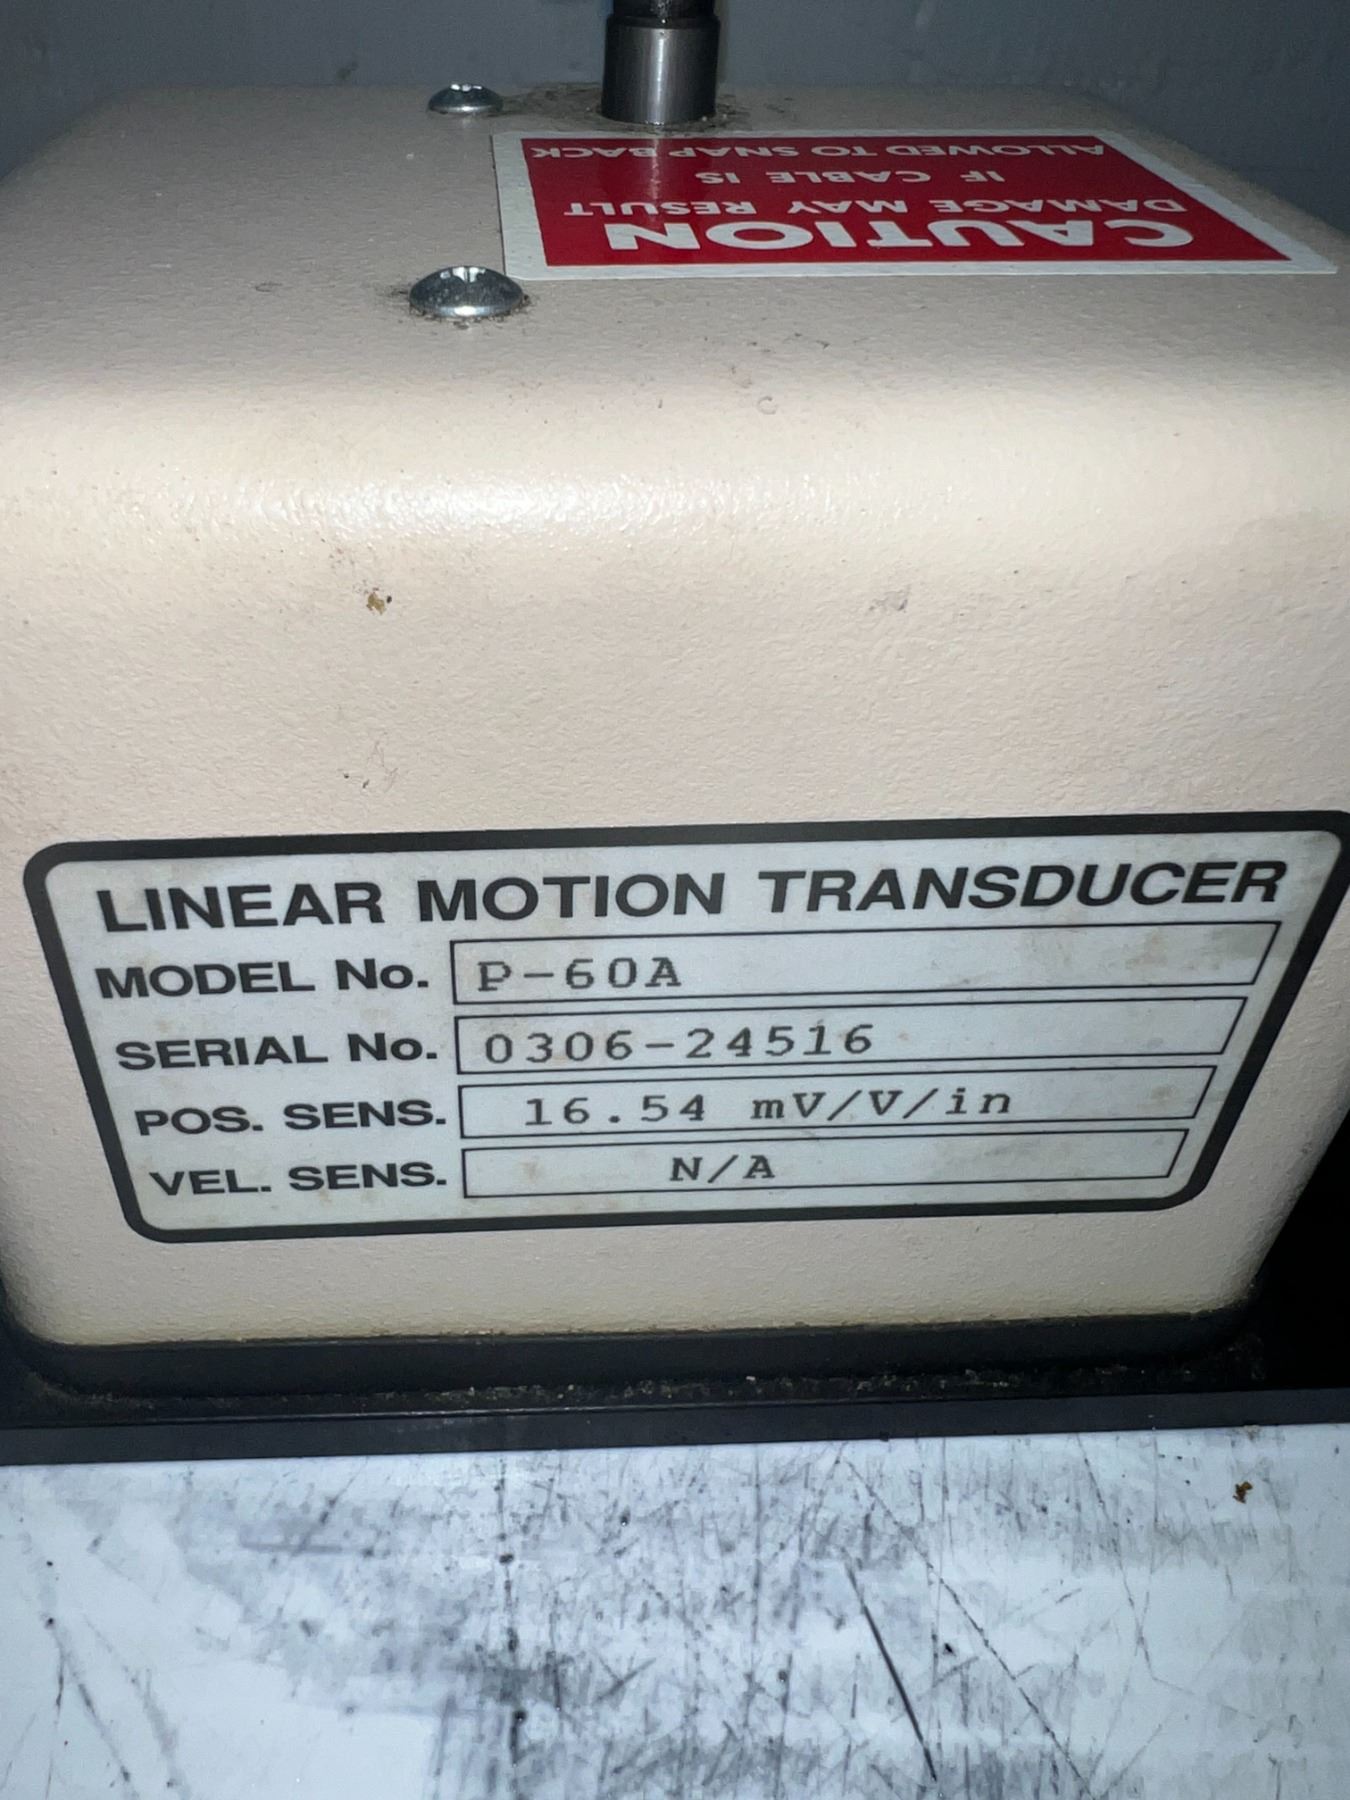 CAUTION
DAMAGE MAY RESULT
IF CABLE IS
ALLOWED TO SNAP BACK
LINEAR MOTION TRANSDUCER
MODEL No. P-60A
SERIAL No. 0306-24516
POS. SENS. 16.54 mV/V/in
VEL. SENS. N/A